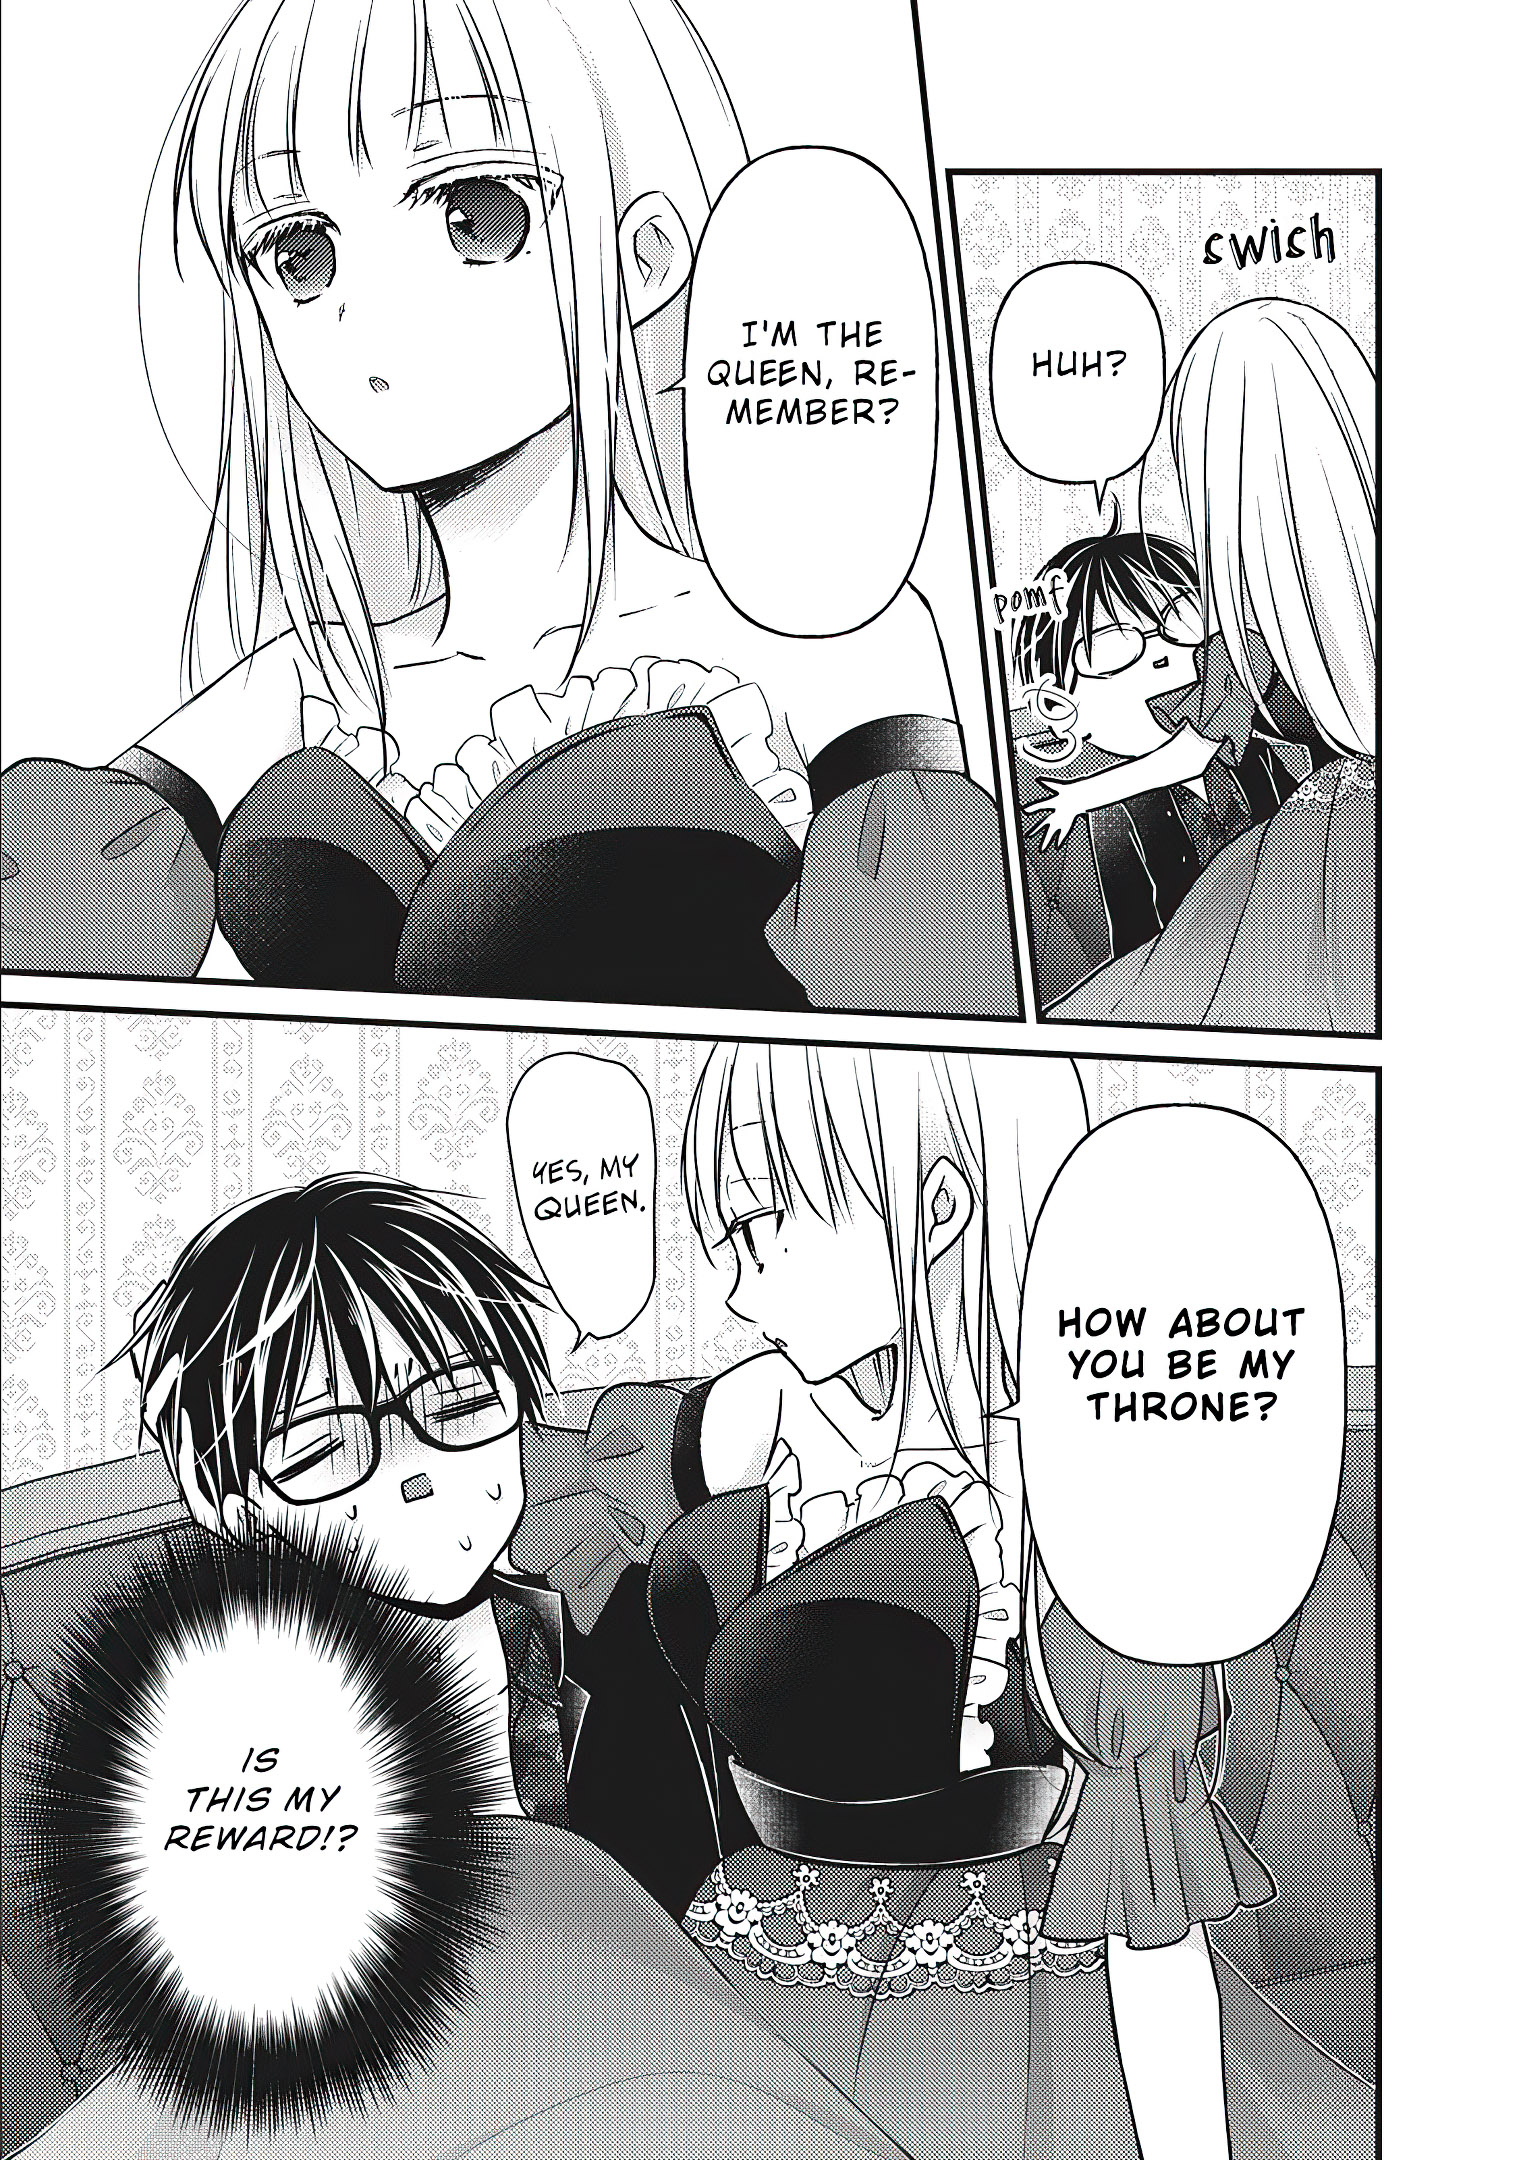 swish
HUH?
pomf
I'M THE
QUEEN, RE-
MEMBER?
HOW ABOUT
YOU BE MY
THRONE?
YES, MY
QUEEN.
IS
THIS MY
REWARD!?